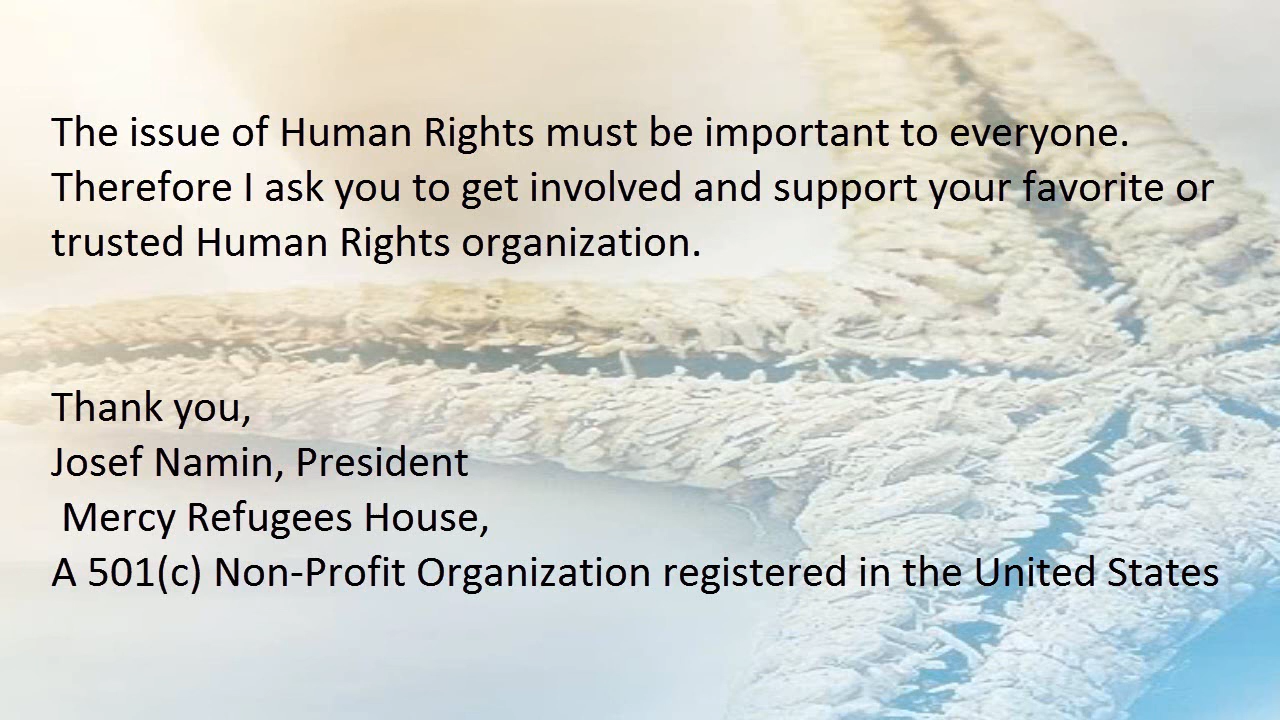 The issue of Human Rights must be important to everyone.
Therefore I ask you to get involved and support your favorite or
trusted Human Rights organization.
Thank you,
Josef Namin, President
Mercy Refugees House,
A 501(c) Non-Profit Organization registered in the United States